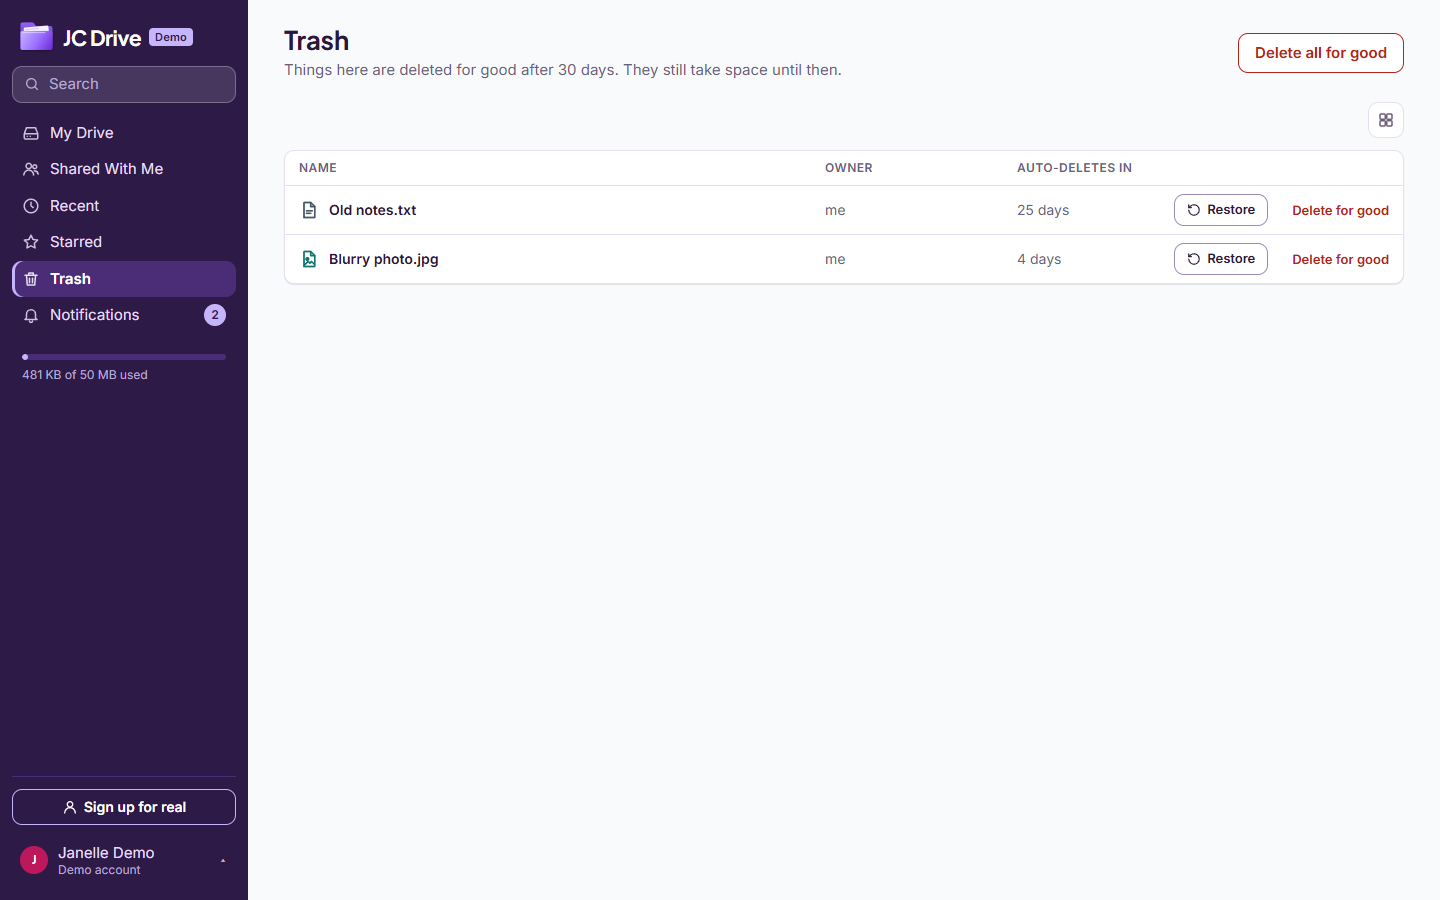 JC Drive Demo
Search
My Drive
Shared With Me
Recent
Starred
Trash
Notifications 2
481 KB of 50 MB used
Sign up for real
J
Janelle Demo
Demo account
Trash
Things here are deleted for good after 30 days. They still take space until then.
Delete all for good
NAME OWNER AUTO-DELETES IN
Old notes.txt me 25 days Restore Delete for good
Blurry photo.jpg me 4 days Restore Delete for good